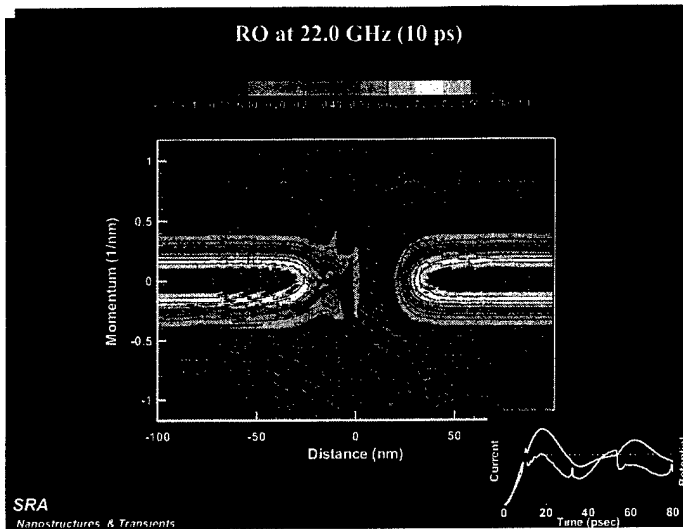 RO at 22.0 GHz (10 ps)
1
0.5
0
-0.5
-1
Momentum (1/nm)
-100
-50
0
50
Distance (nm)
Current
Potential
0
20
40
60
80
Time (psec)
SRA
Nanostructures & Transients